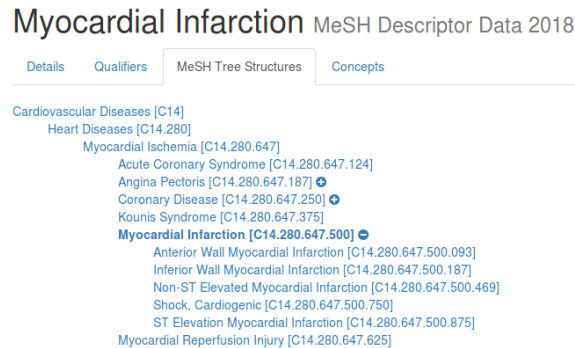 Myocardial Infarction MeSH Descriptor Data 2018
Details Qualifiers MeSH Tree Structures Concepts
Cardiovascular Diseases [C14]
Heart Diseases [C14.280]
Myocardial Ischemia [C14.280.647]
Acute Coronary Syndrome [C14.280.647.124]
Angina Pectoris [C14.280.647.187]
Coronary Disease [C14.280.647.250]
Kounis Syndrome [C14.280.647.375]
Myocardial Infarction [C14.280.647.500]
Anterior Wall Myocardial Infarction [C14.280.647.500.093]
Inferior Wall Myocardial Infarction [C14.280.647.500.187]
Non-ST Elevated Myocardial Infarction [C14.280.647.500.469]
Shock, Cardiogenic [C14.280.647.500.750]
ST Elevation Myocardial Infarction [C14.280.647.500.875]
Myocardial Reperfusion Injury [C14.280.647.625]